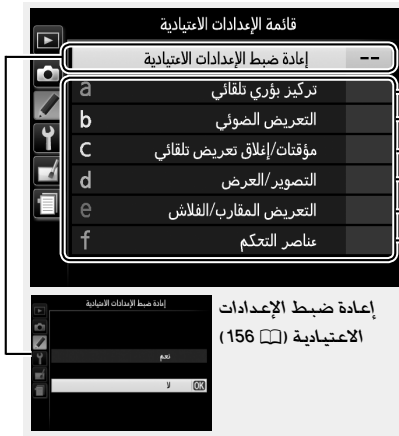 قائمة الإعدادات الاعتيادية
إعادة ضبط الإعدادات الاعتيادية --
a تركيز بؤري تلقائي
b التعريض الضوئي
c مؤقتات/إغلاق تعريض تلقائي
d التصوير/العرض
e التعريض المقارب/الفلاش
f عناصر التحكم
إعادة ضبط الإعدادات
الاعتيادية (156)
إعادة ضبط الإعدادات الاعتيادية
نعم
لا OK